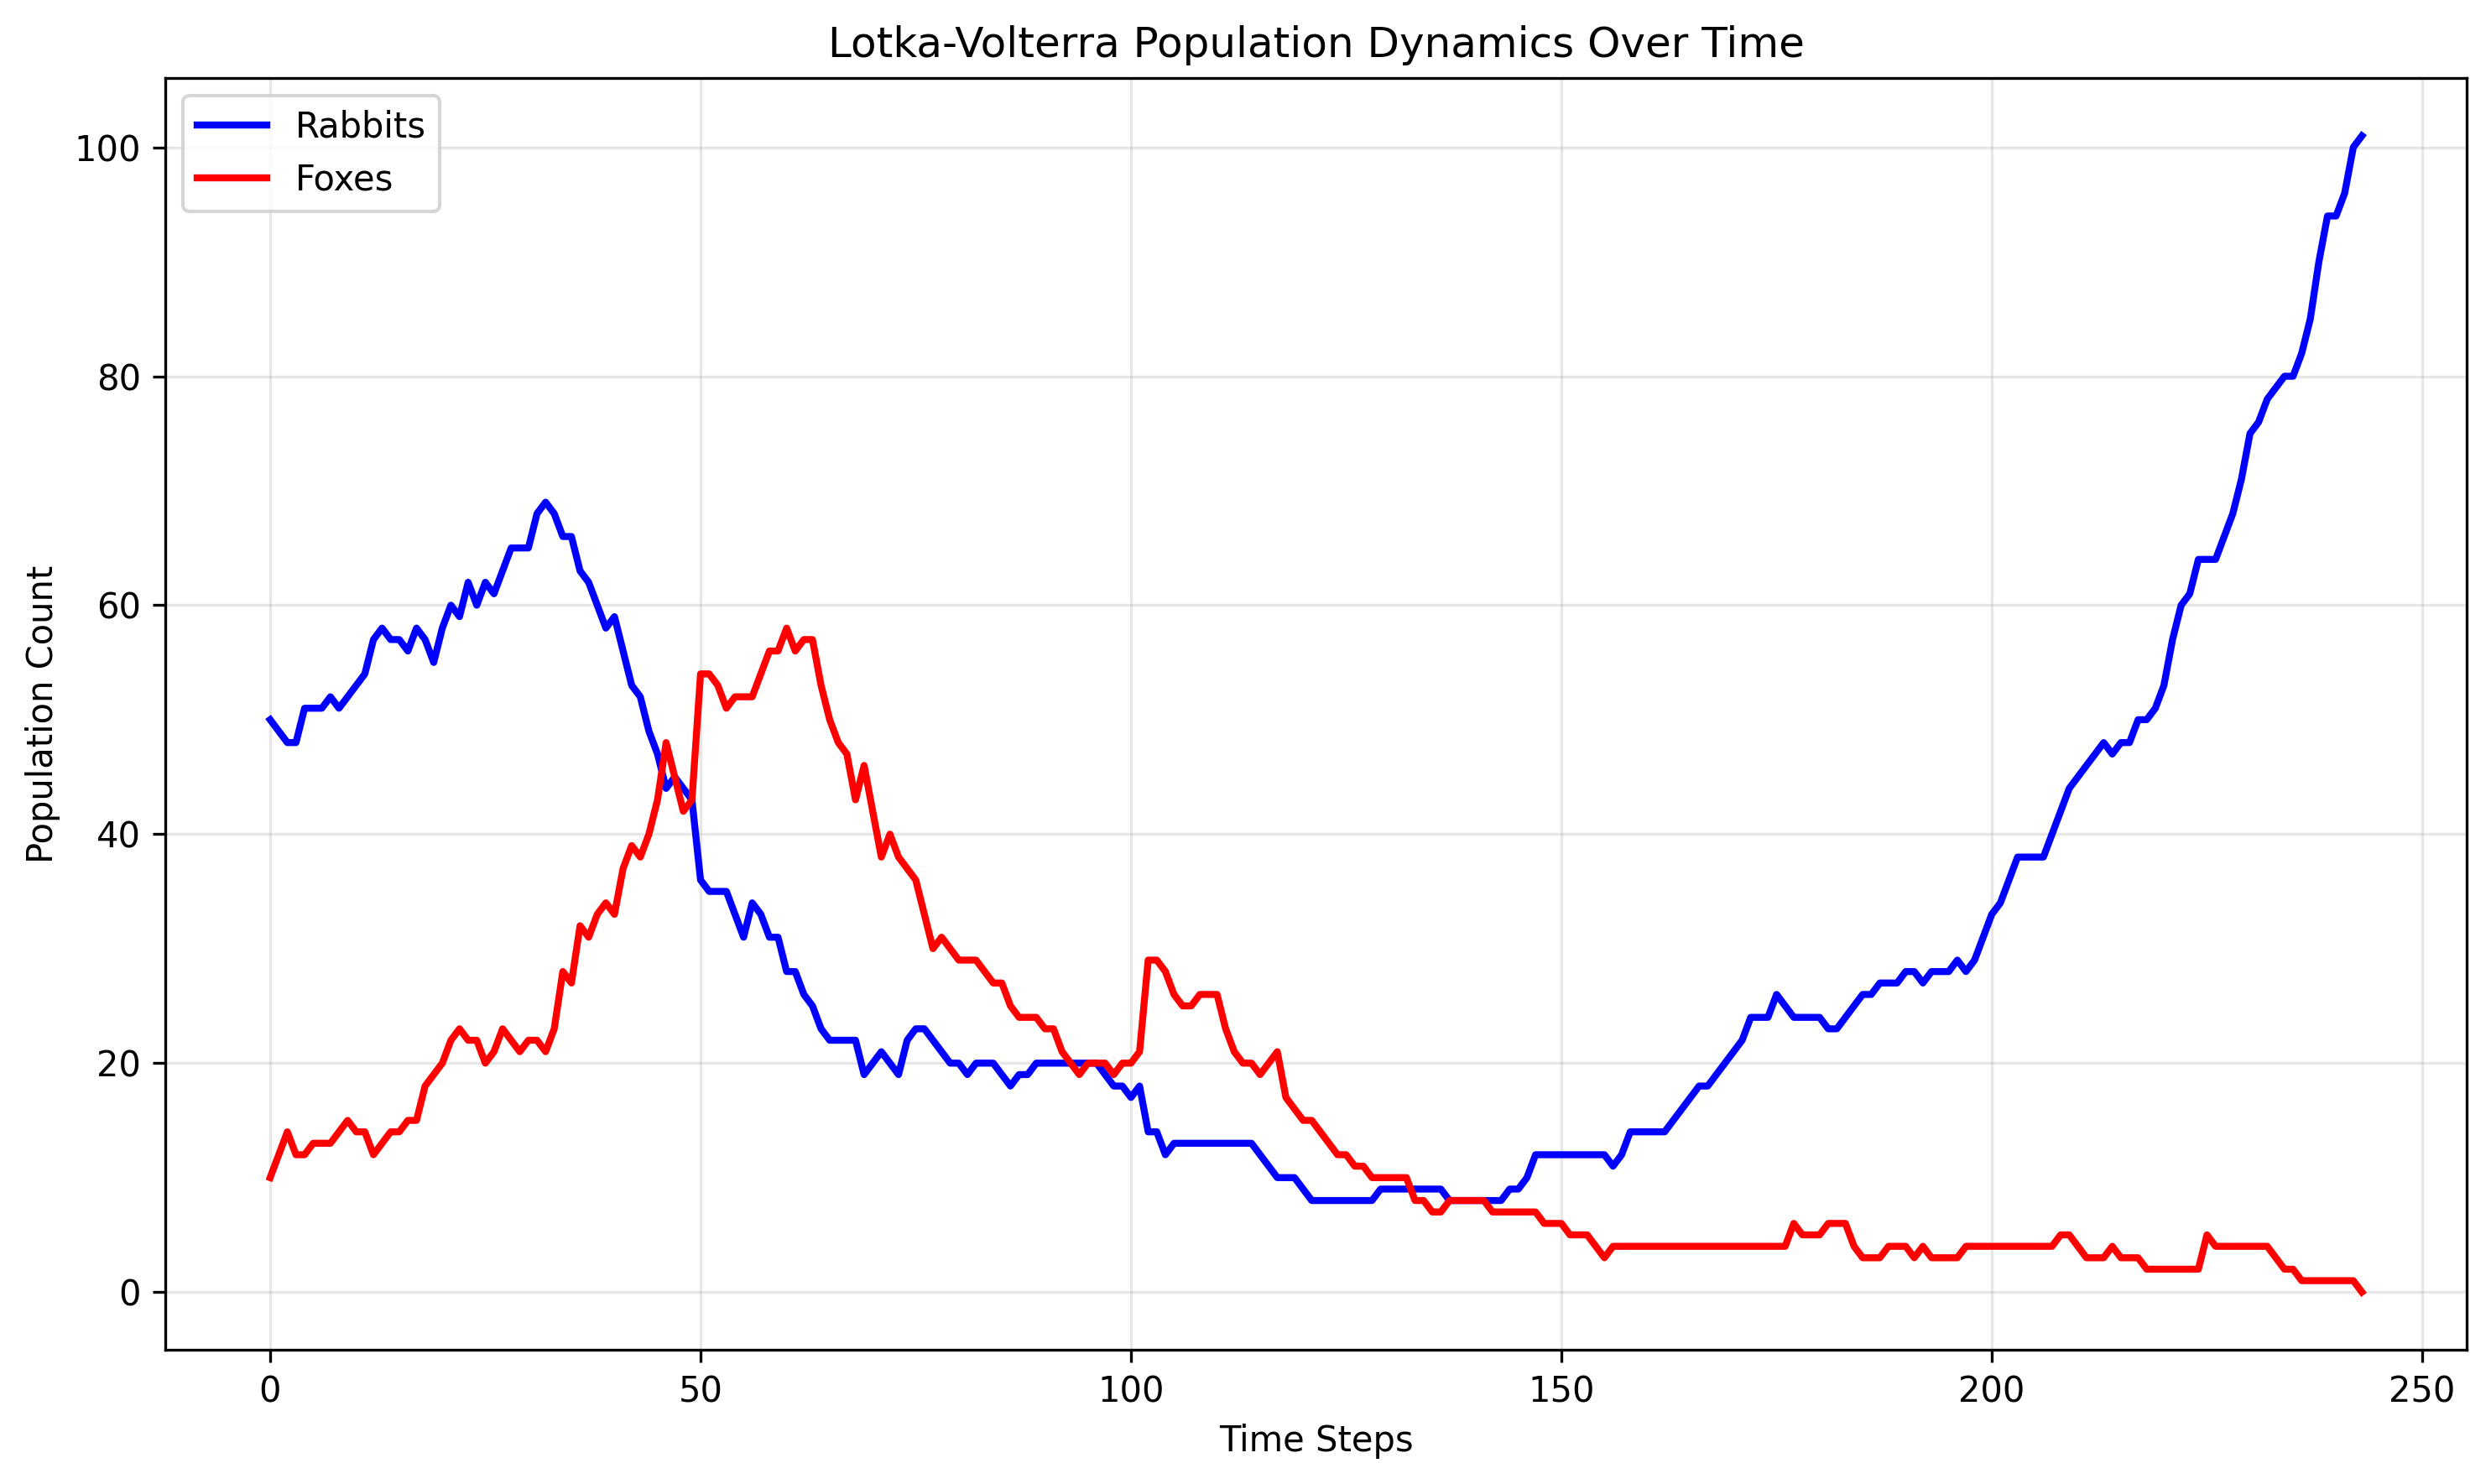 Lotka-Volterra Population Dynamics Over Time
Rabbits
Foxes
Population Count
100
80
60
40
20
0
0 50 100 150 200 250
Time Steps